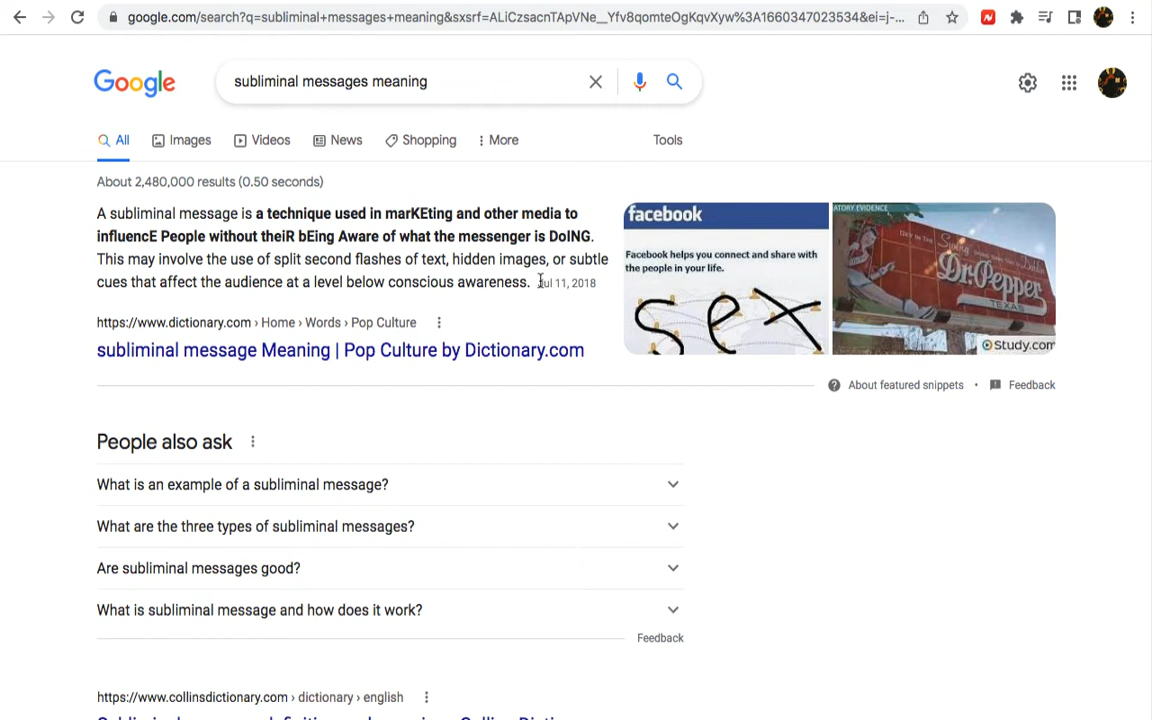 google.com/search?q=subliminal+messages+meaning&sxsrf=ALiCzsacnTApVNe__Yfv8qomteOgKqvXyw%3A1660347023534&ei=j-...
Google
subliminal messages meaning
All
Images
Videos
News
Shopping
More
Tools
About 2,480,000 results (0.50 seconds)
A subliminal message is a technique used in marKEting and other media to
influencE People without theiR bEing Aware of what the messenger is DoING.
This may involve the use of split second flashes of text, hidden images, or subtle
cues that affect the audience at a level below conscious awareness. Jul 11, 2018
https://www.dictionary.com › Home › Words › Pop Culture
subliminal message Meaning | Pop Culture by Dictionary.com
facebook
Facebook helps you connect and share with
the people in your life.
sex
Dr Pepper
TEXAS
Study.com
About featured snippets • Feedback
People also ask
What is an example of a subliminal message?
What are the three types of subliminal messages?
Are subliminal messages good?
What is subliminal message and how does it work?
Feedback
https://www.collinsdictionary.com › dictionary › english